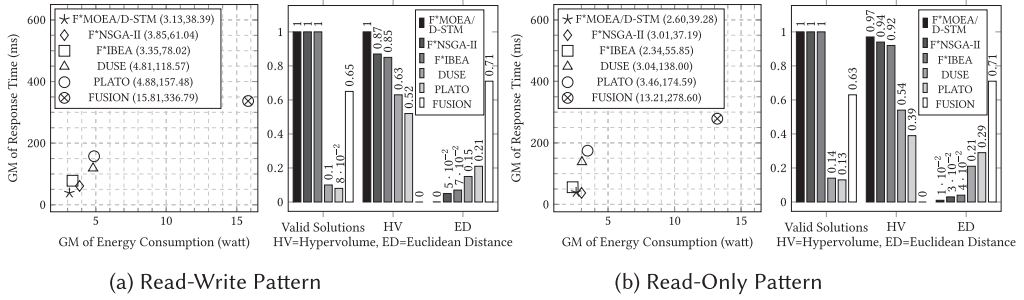 600
400
200
0
GM of Response Time (ms)
F*MOEA/D-STM (3.13,38.39)
F*NSGA-II (3.85,61.04)
F*IBEA (3.35,78.02)
DUSE (4.81,118.57)
PLATO (4.88,157.48)
FUSION (15.81,336.79)
5
10
15
GM of Energy Consumption (watt)
1
0.8
0.6
0.4
0.2
0
1 1 1
0.1
8 · 10⁻²
0.65
1
0.87
0.85
0.63
0.52
0
0
5 · 10⁻²
7 · 10⁻²
0.15
0.21
0.71
F*MOEA/
D-STM
F*NSGA-II
F*IBEA
DUSE
PLATO
FUSION
Valid Solutions HV ED
HV=Hypervolume, ED=Euclidean Distance
(a) Read-Write Pattern
600
400
200
0
GM of Response Time (ms)
F*MOEA/D-STM (2.60,39.28)
F*NSGA-II (3.01,37.19)
F*IBEA (2.34,55.85)
DUSE (3.04,138.00)
PLATO (3.46,174.59)
FUSION (13.21,278.60)
5
10
15
GM of Energy Consumption (watt)
1
0.8
0.6
0.4
0.2
0
1 1 1
0.14
0.13
0.63
0.97
0.94
0.92
0.54
0.39
0
1 · 10⁻²
3 · 10⁻²
4 · 10⁻²
0.21
0.29
0.71
F*MOEA/
D-STM
F*NSGA-II
F*IBEA
DUSE
PLATO
FUSION
Valid Solutions HV ED
HV=Hypervolume, ED=Euclidean Distance
(b) Read-Only Pattern